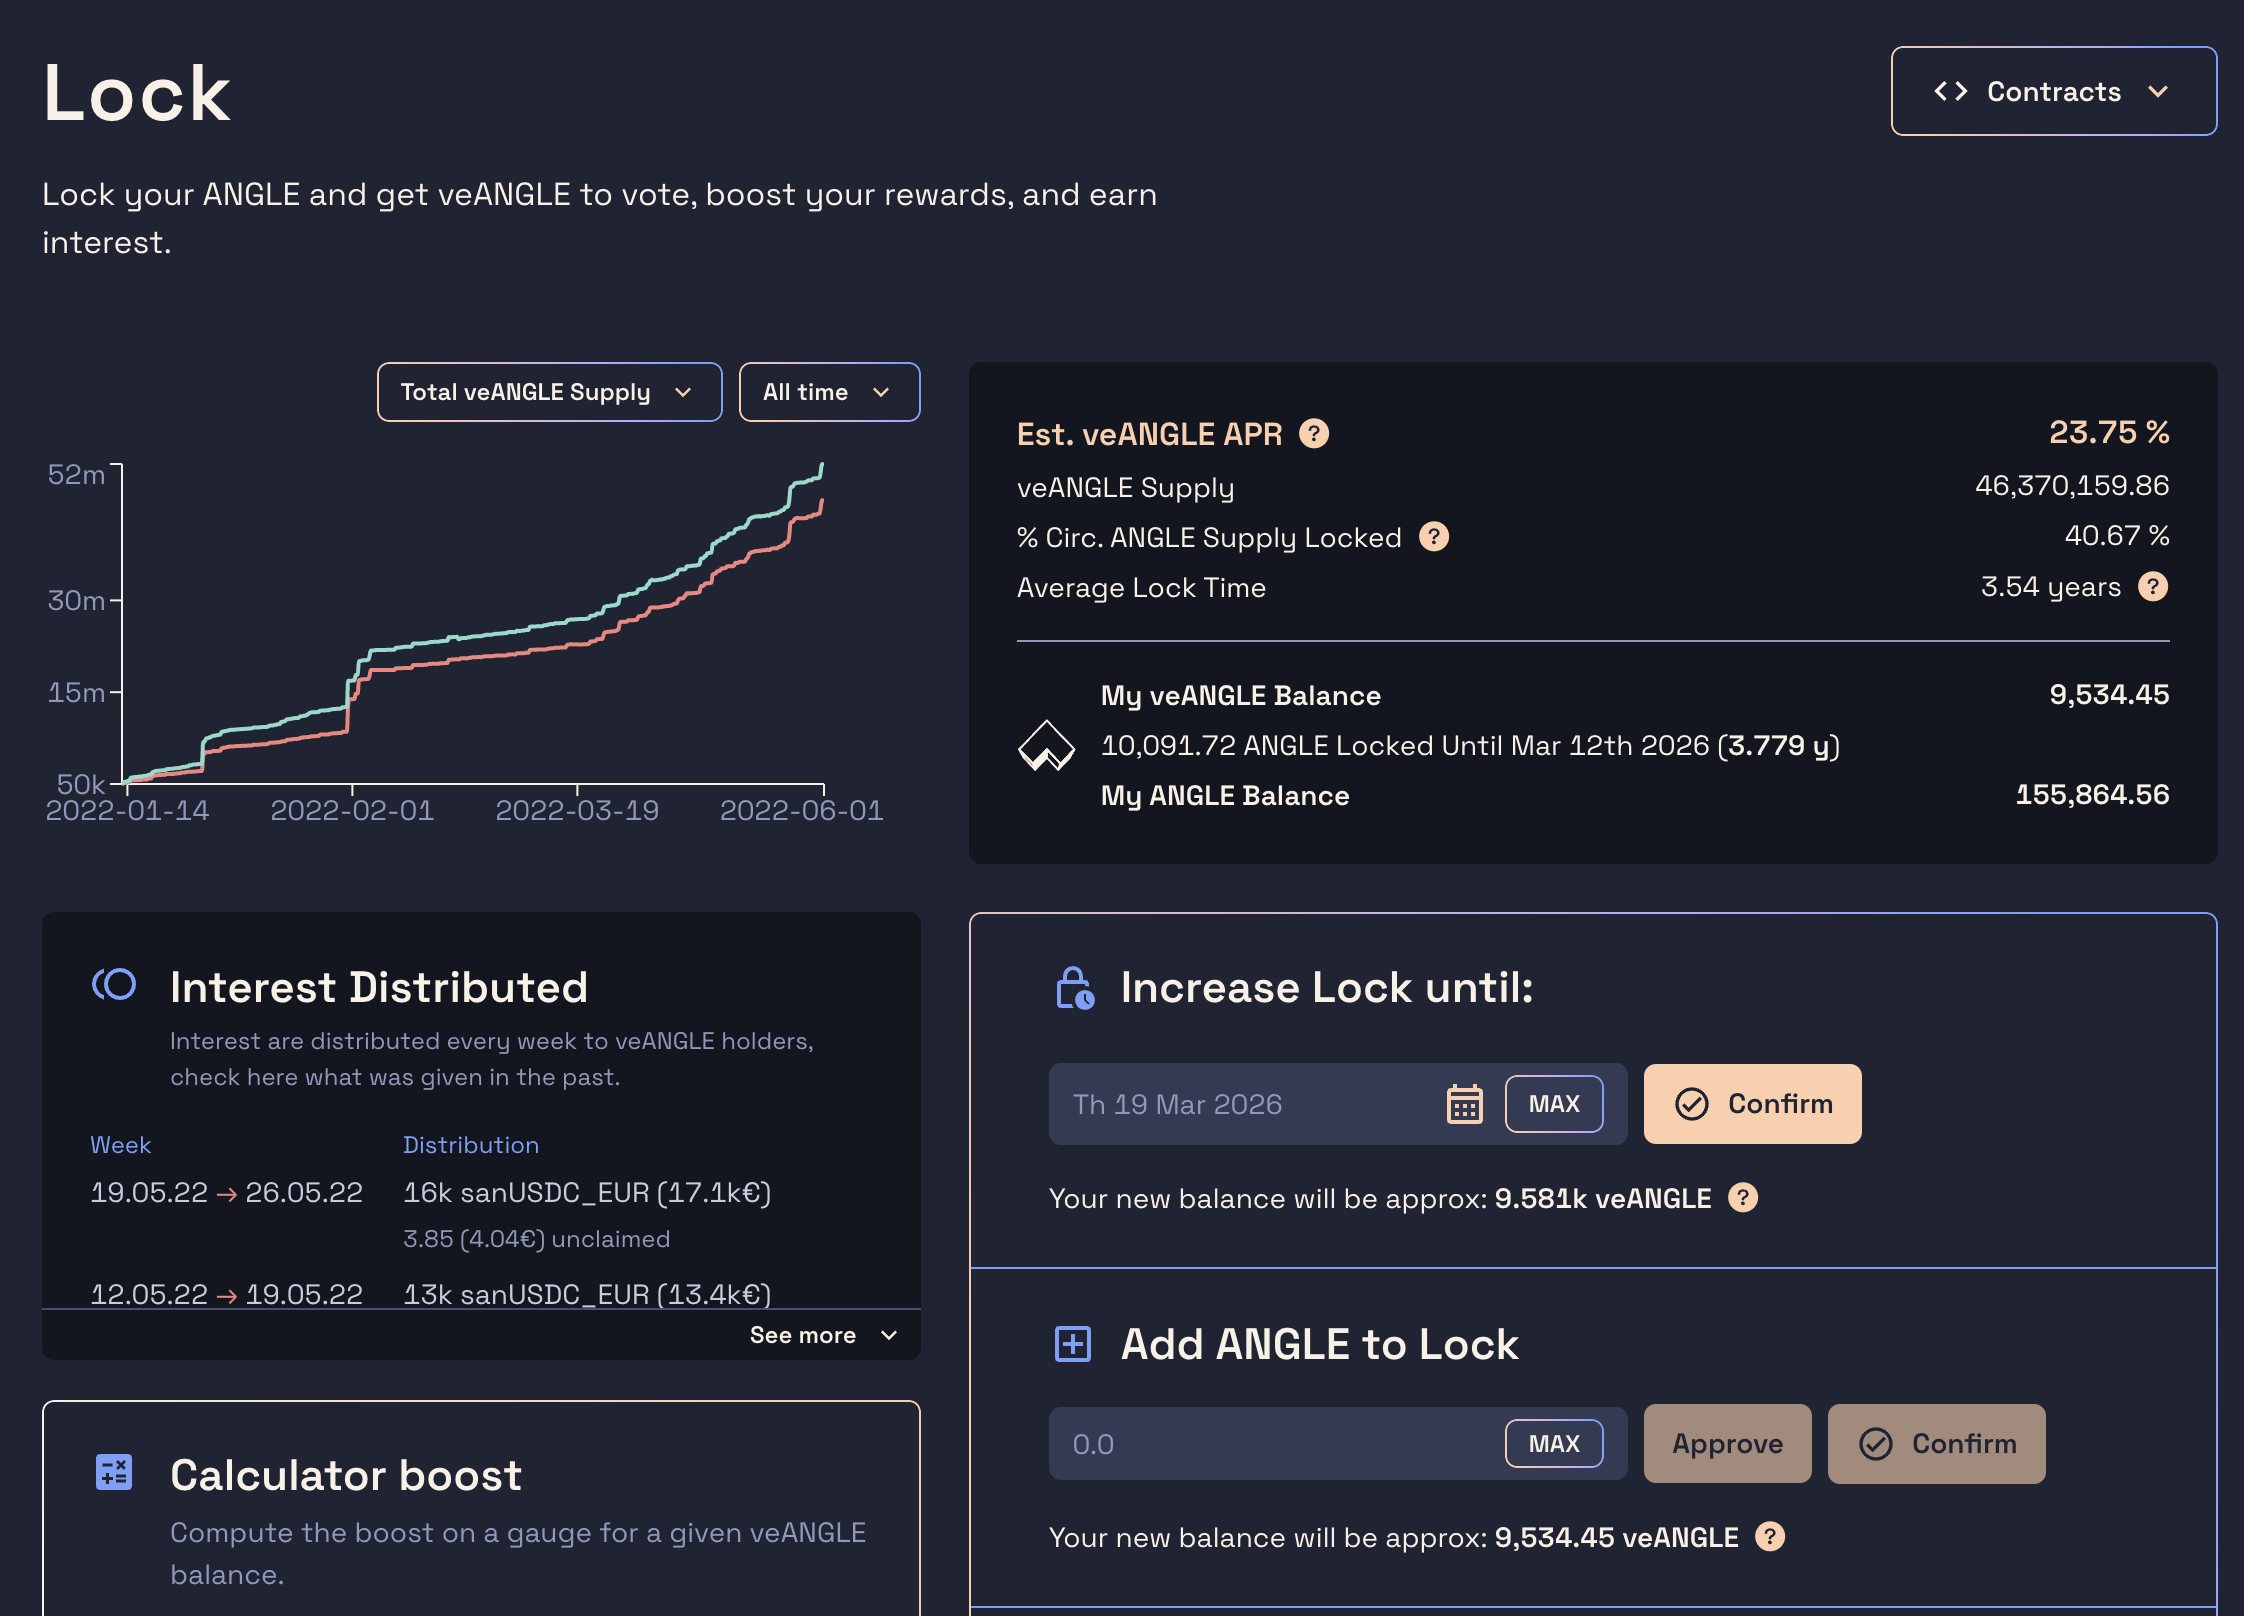 Lock
Contracts
Lock your ANGLE and get veANGLE to vote, boost your rewards, and earn
interest.
Total veANGLE Supply
All time
52m
30m
15m
50k
2022-01-14
2022-02-01
2022-03-19
2022-06-01
Est. veANGLE APR ?
23.75 %
veANGLE Supply
46,370,159.86
% Circ. ANGLE Supply Locked ?
40.67 %
Average Lock Time
3.54 years ?
My veANGLE Balance
9,534.45
10,091.72 ANGLE Locked Until Mar 12th 2026 (3.779 y)
My ANGLE Balance
155,864.56
Interest Distributed
Interest are distributed every week to veANGLE holders,
check here what was given in the past.
Week
Distribution
19.05.22 → 26.05.22
16k sanUSDC_EUR (17.1k€)
3.85 (4.04€) unclaimed
12.05.22 → 19.05.22
13k sanUSDC_EUR (13.4k€)
See more
Calculator boost
Compute the boost on a gauge for a given veANGLE
balance.
Increase Lock until:
Th 19 Mar 2026
MAX
Confirm
Your new balance will be approx: 9.581k veANGLE ?
Add ANGLE to Lock
0.0
MAX
Approve
Confirm
Your new balance will be approx: 9,534.45 veANGLE ?